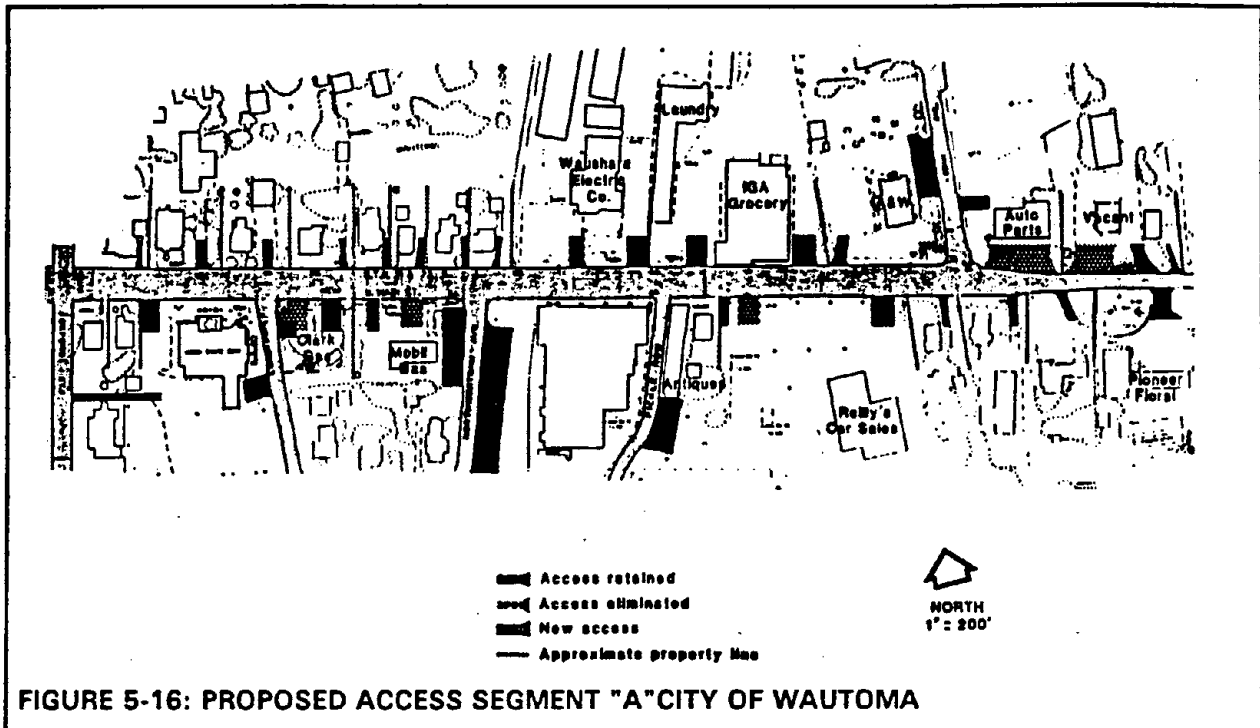 Laundry
Waushara
Electric
Co.
IGA
Grocery
A&W
Auto
Parts
Vacant
Clark
Gas
Mobil
Gas
Antiques
Reilly's
Car Sales
Pioneer
Floral
Access retained
Access eliminated
New access
Approximate property line
NORTH
1" = 200'
FIGURE 5-16: PROPOSED ACCESS SEGMENT "A"CITY OF WAUTOMA